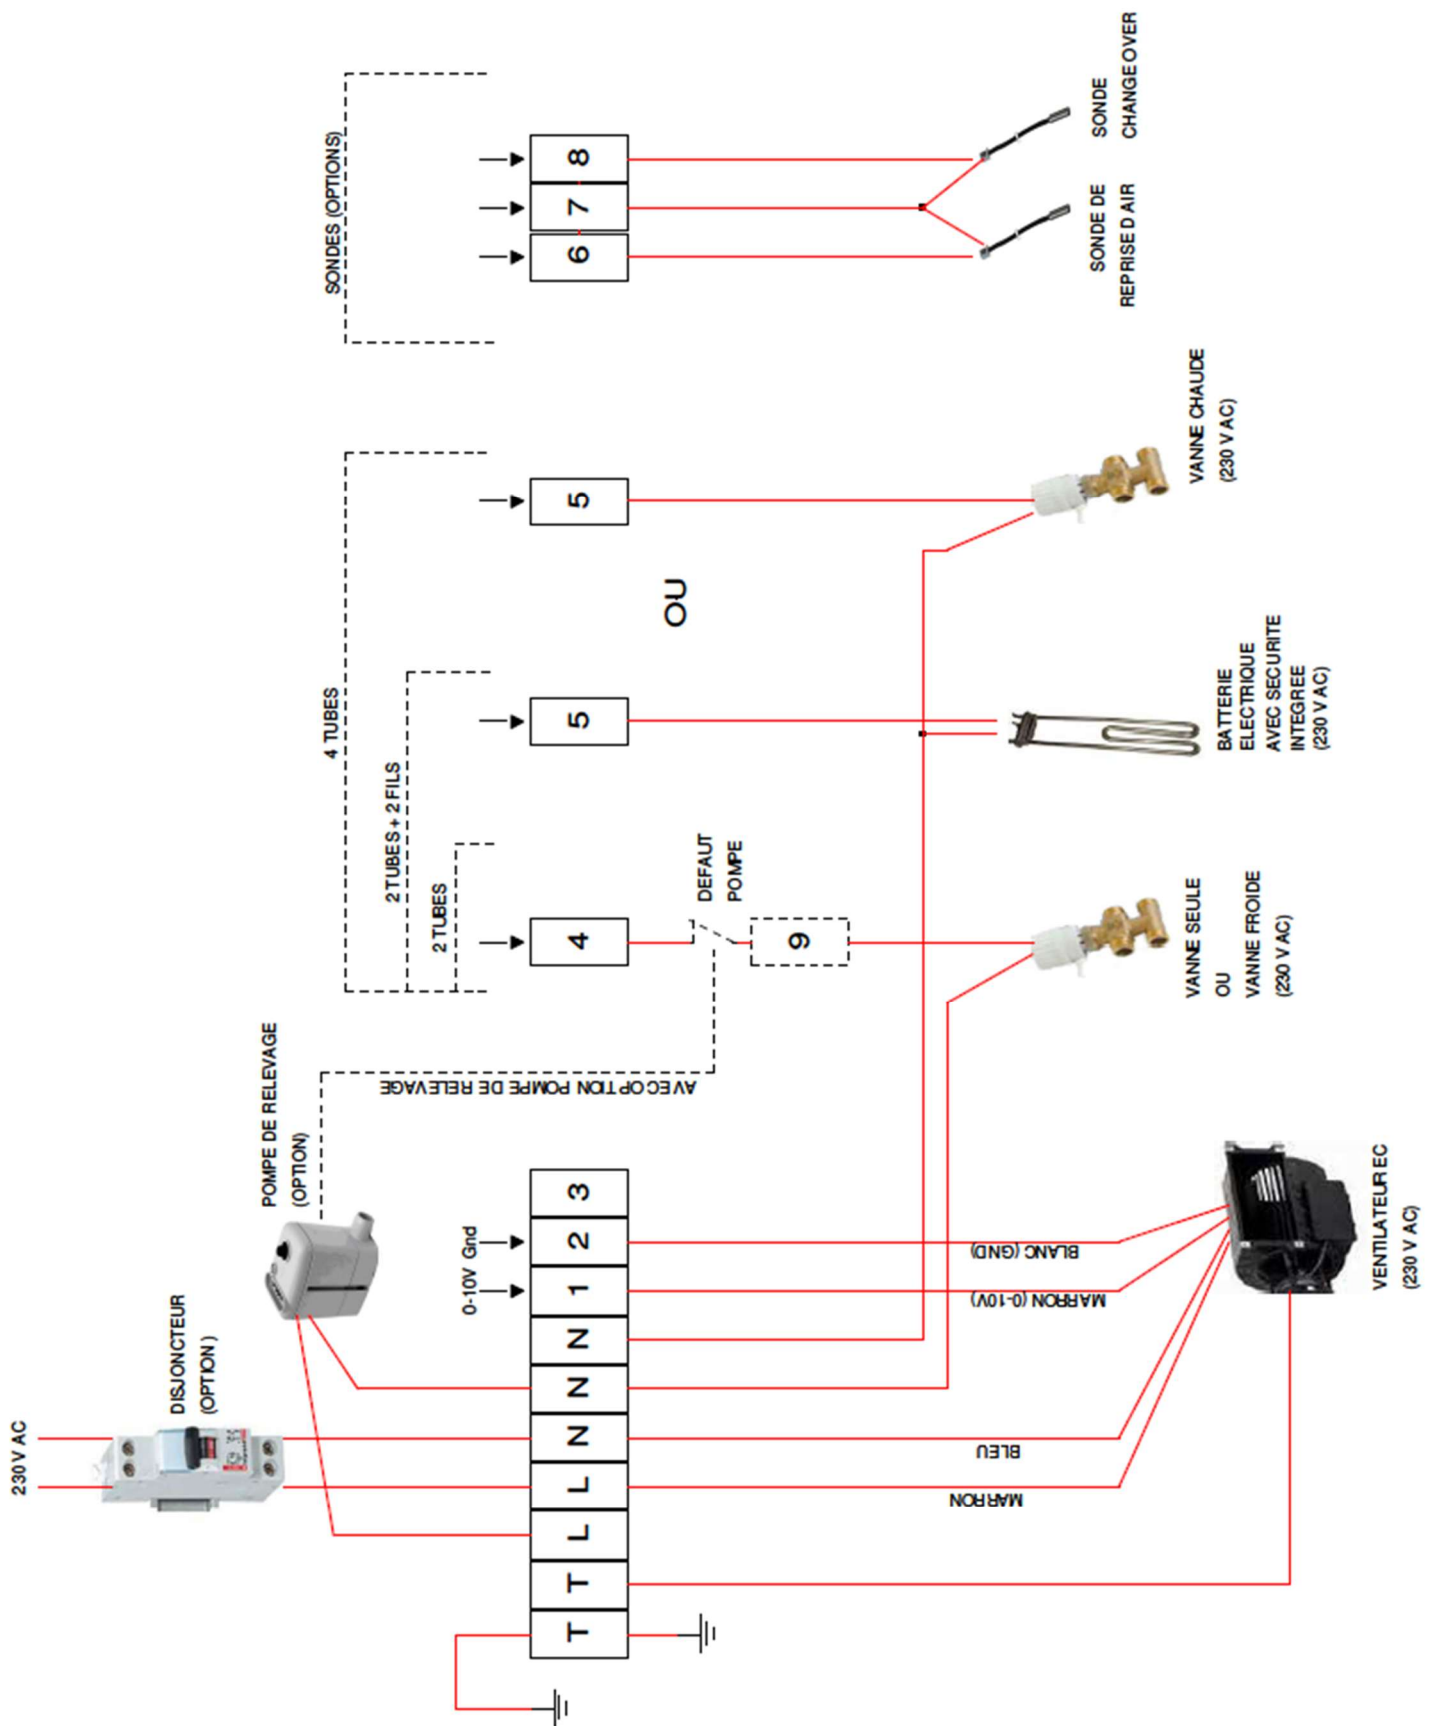 230 V AC
DISJONCTEUR
(OPTION)
POMPE DE RELEVAGE
(OPTION)
SONDES (OPTIONS)
4 TUBES
2 TUBES + 2 FILS
2 TUBES
AVEC OPTION POMPE DE RELEVAGE
0-10V Gnd
T T L L N N N 1 2 3 4 5 5 6 7 8
OU
DEFAUT
POMPE
9
MARRON
BLEU
MARRON (0-10V)
BLANC (GND)
VENTILATEUR EC
(230 V AC)
VANNE SEULE
OU
VANNE FROIDE
(230 V AC)
BATTERIE
ELECTRIQUE
AVEC SECURITE
INTEGREE
(230 V AC)
VANNE CHAUDE
(230 V AC)
SONDE DE
REPRISE D AIR
SONDE
CHANGE OVER